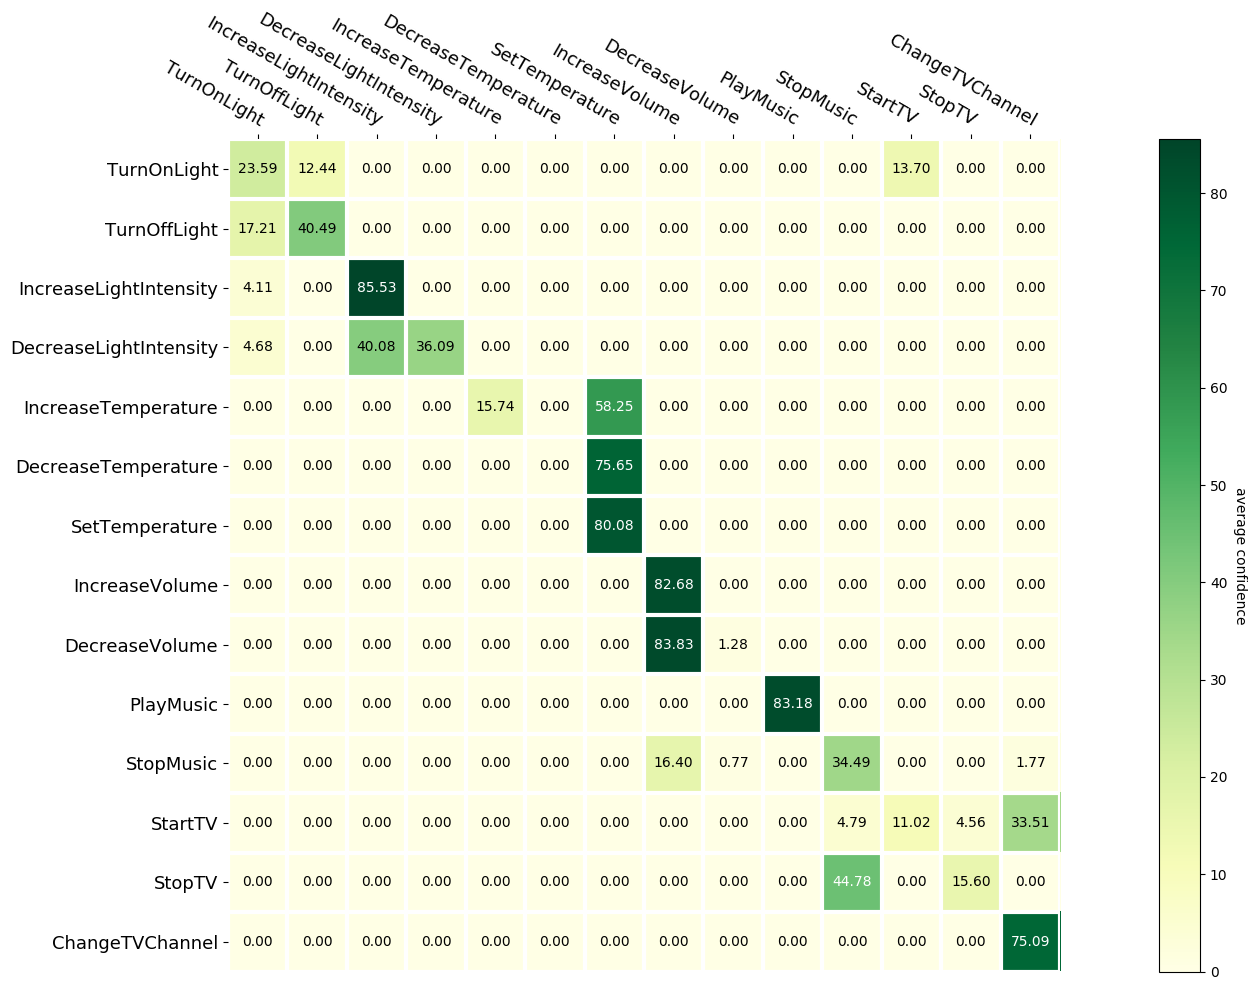 TurnOnLight
TurnOffLight
IncreaseLightIntensity
DecreaseLightIntensity
IncreaseTemperature
DecreaseTemperature
SetTemperature
IncreaseVolume
DecreaseVolume
PlayMusic
StopMusic
StartTV
StopTV
ChangeTVChannel
TurnOnLight 23.59 12.44 0.00 0.00 0.00 0.00 0.00 0.00 0.00 0.00 0.00 13.70 0.00 0.00
TurnOffLight 17.21 40.49 0.00 0.00 0.00 0.00 0.00 0.00 0.00 0.00 0.00 0.00 0.00 0.00
IncreaseLightIntensity 4.11 0.00 85.53 0.00 0.00 0.00 0.00 0.00 0.00 0.00 0.00 0.00 0.00 0.00
DecreaseLightIntensity 4.68 0.00 40.08 36.09 0.00 0.00 0.00 0.00 0.00 0.00 0.00 0.00 0.00 0.00
IncreaseTemperature 0.00 0.00 0.00 0.00 15.74 0.00 58.25 0.00 0.00 0.00 0.00 0.00 0.00 0.00
DecreaseTemperature 0.00 0.00 0.00 0.00 0.00 0.00 75.65 0.00 0.00 0.00 0.00 0.00 0.00 0.00
SetTemperature 0.00 0.00 0.00 0.00 0.00 0.00 80.08 0.00 0.00 0.00 0.00 0.00 0.00 0.00
IncreaseVolume 0.00 0.00 0.00 0.00 0.00 0.00 0.00 82.68 0.00 0.00 0.00 0.00 0.00 0.00
DecreaseVolume 0.00 0.00 0.00 0.00 0.00 0.00 0.00 83.83 1.28 0.00 0.00 0.00 0.00 0.00
PlayMusic 0.00 0.00 0.00 0.00 0.00 0.00 0.00 0.00 0.00 83.18 0.00 0.00 0.00 0.00
StopMusic 0.00 0.00 0.00 0.00 0.00 0.00 0.00 16.40 0.77 0.00 34.49 0.00 0.00 1.77
StartTV 0.00 0.00 0.00 0.00 0.00 0.00 0.00 0.00 0.00 0.00 4.79 11.02 4.56 33.51
StopTV 0.00 0.00 0.00 0.00 0.00 0.00 0.00 0.00 0.00 0.00 44.78 0.00 15.60 0.00
ChangeTVChannel 0.00 0.00 0.00 0.00 0.00 0.00 0.00 0.00 0.00 0.00 0.00 0.00 0.00 75.09
80
70
60
50
40
30
20
10
0
average confidence